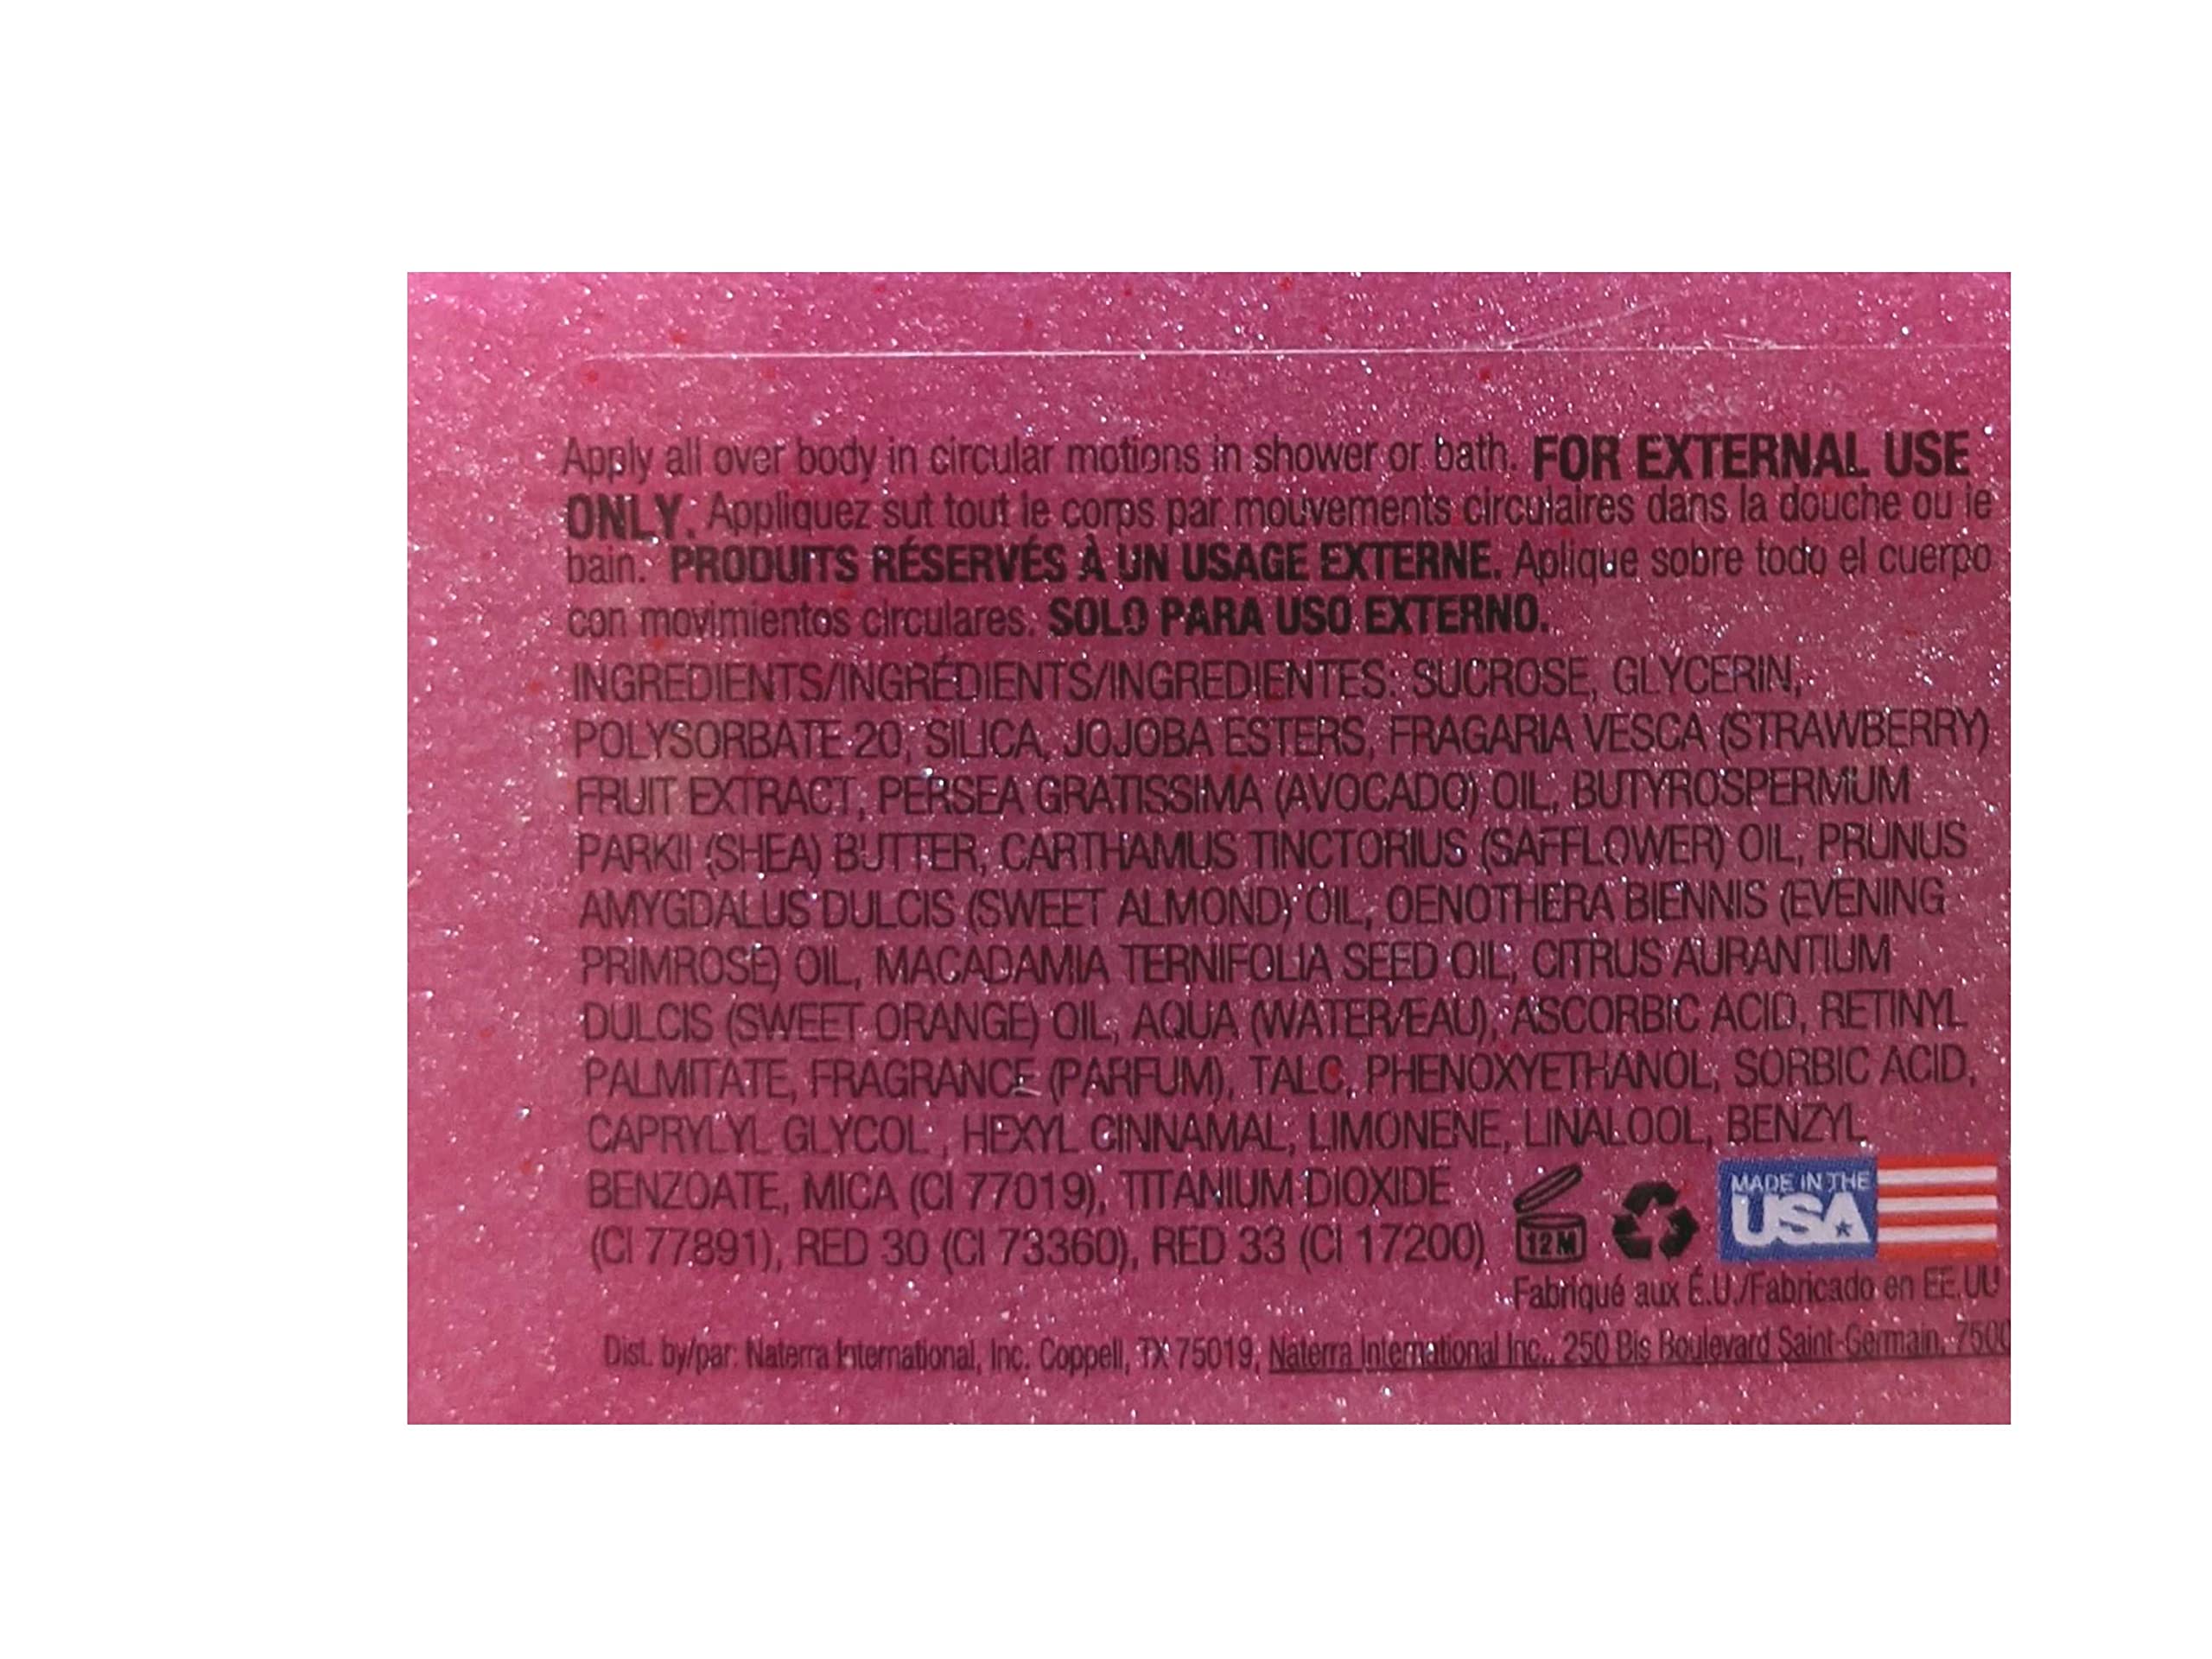 Apply all over body in circular motions in shower or bath. FOR EXTERNAL USE
ONLY. Appliquez sut tout le corps par mouvements circulaires dans la douche ou le
bain. PRODUITS RÉSERVÉS À UN USAGE EXTERNE. Aplique sobre todo el cuerpo
con movimientos circulares. SOLO PARA USO EXTERNO.
INGREDIENTS/INGRÉDIENTS/INGREDIENTES: SUCROSE, GLYCERIN,
POLYSORBATE 20, SILICA, JOJOBA ESTERS, FRAGARIA VESCA (STRAWBERRY)
FRUIT EXTRACT, PERSEA GRATISSIMA (AVOCADO) OIL, BUTYROSPERMUM
PARKII (SHEA) BUTTER, CARTHAMUS TINCTORIUS (SAFFLOWER) OIL, PRUNUS
AMYGDALUS DULCIS (SWEET ALMOND) OIL, OENOTHERA BIENNIS (EVENING
PRIMROSE) OIL, MACADAMIA TERNIFOLIA SEED OIL, CITRUS AURANTIUM
DULCIS (SWEET ORANGE) OIL, AQUA (WATER/EAU), ASCORBIC ACID, RETINYL
PALMITATE, FRAGRANCE (PARFUM), TALC, PHENOXYETHANOL, SORBIC ACID,
CAPRYLYL GLYCOL, HEXYL CINNAMAL, LIMONENE, LINALOOL, BENZYL
BENZOATE, MICA (CI 77019), TITANIUM DIOXIDE
(CI 77891), RED 30 (CI 73360), RED 33 (CI 17200)
12M
MADE IN THE
USA
Fabriqué aux É.U./Fabricado en EE.UU
Dist. by/par: Naterra International, Inc. Coppell, TX 75019, Naterra International Inc., 250 Bis Boulevard Saint-Germain, 7500